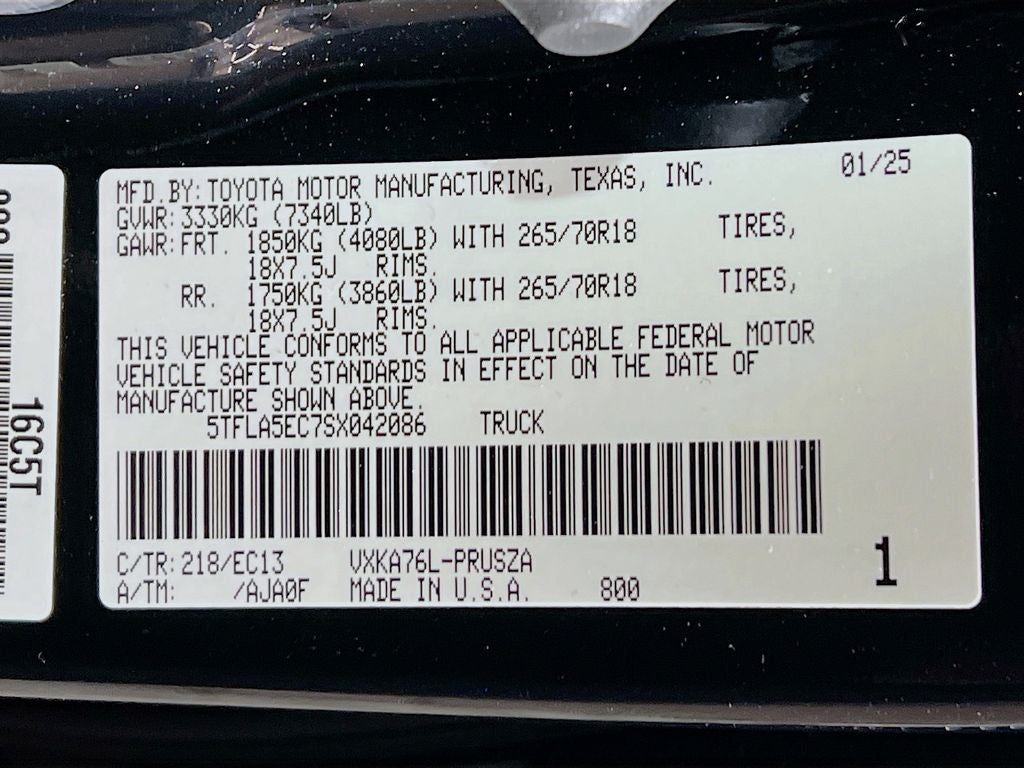 MFD.BY:TOYOTA MOTOR MANUFACTURING, TEXAS, INC. 01/25
GVWR:3330KG (7340LB)
GAWR:FRT. 1850KG (4080LB) WITH 265/70R18 TIRES,
18X7.5J RIMS.
RR. 1750KG (3860LB) WITH 265/70R18 TIRES,
18X7.5J RIMS.
THIS VEHICLE CONFORMS TO ALL APPLICABLE FEDERAL MOTOR
VEHICLE SAFETY STANDARDS IN EFFECT ON THE DATE OF
MANUFACTURE SHOWN ABOVE.
5TFLA5EC7SX042086 TRUCK
C/TR:218/EC13 VXKA76L-PRUSZA
A/TM: /AJA0F MADE IN U.S.A. 800
1
16C5T